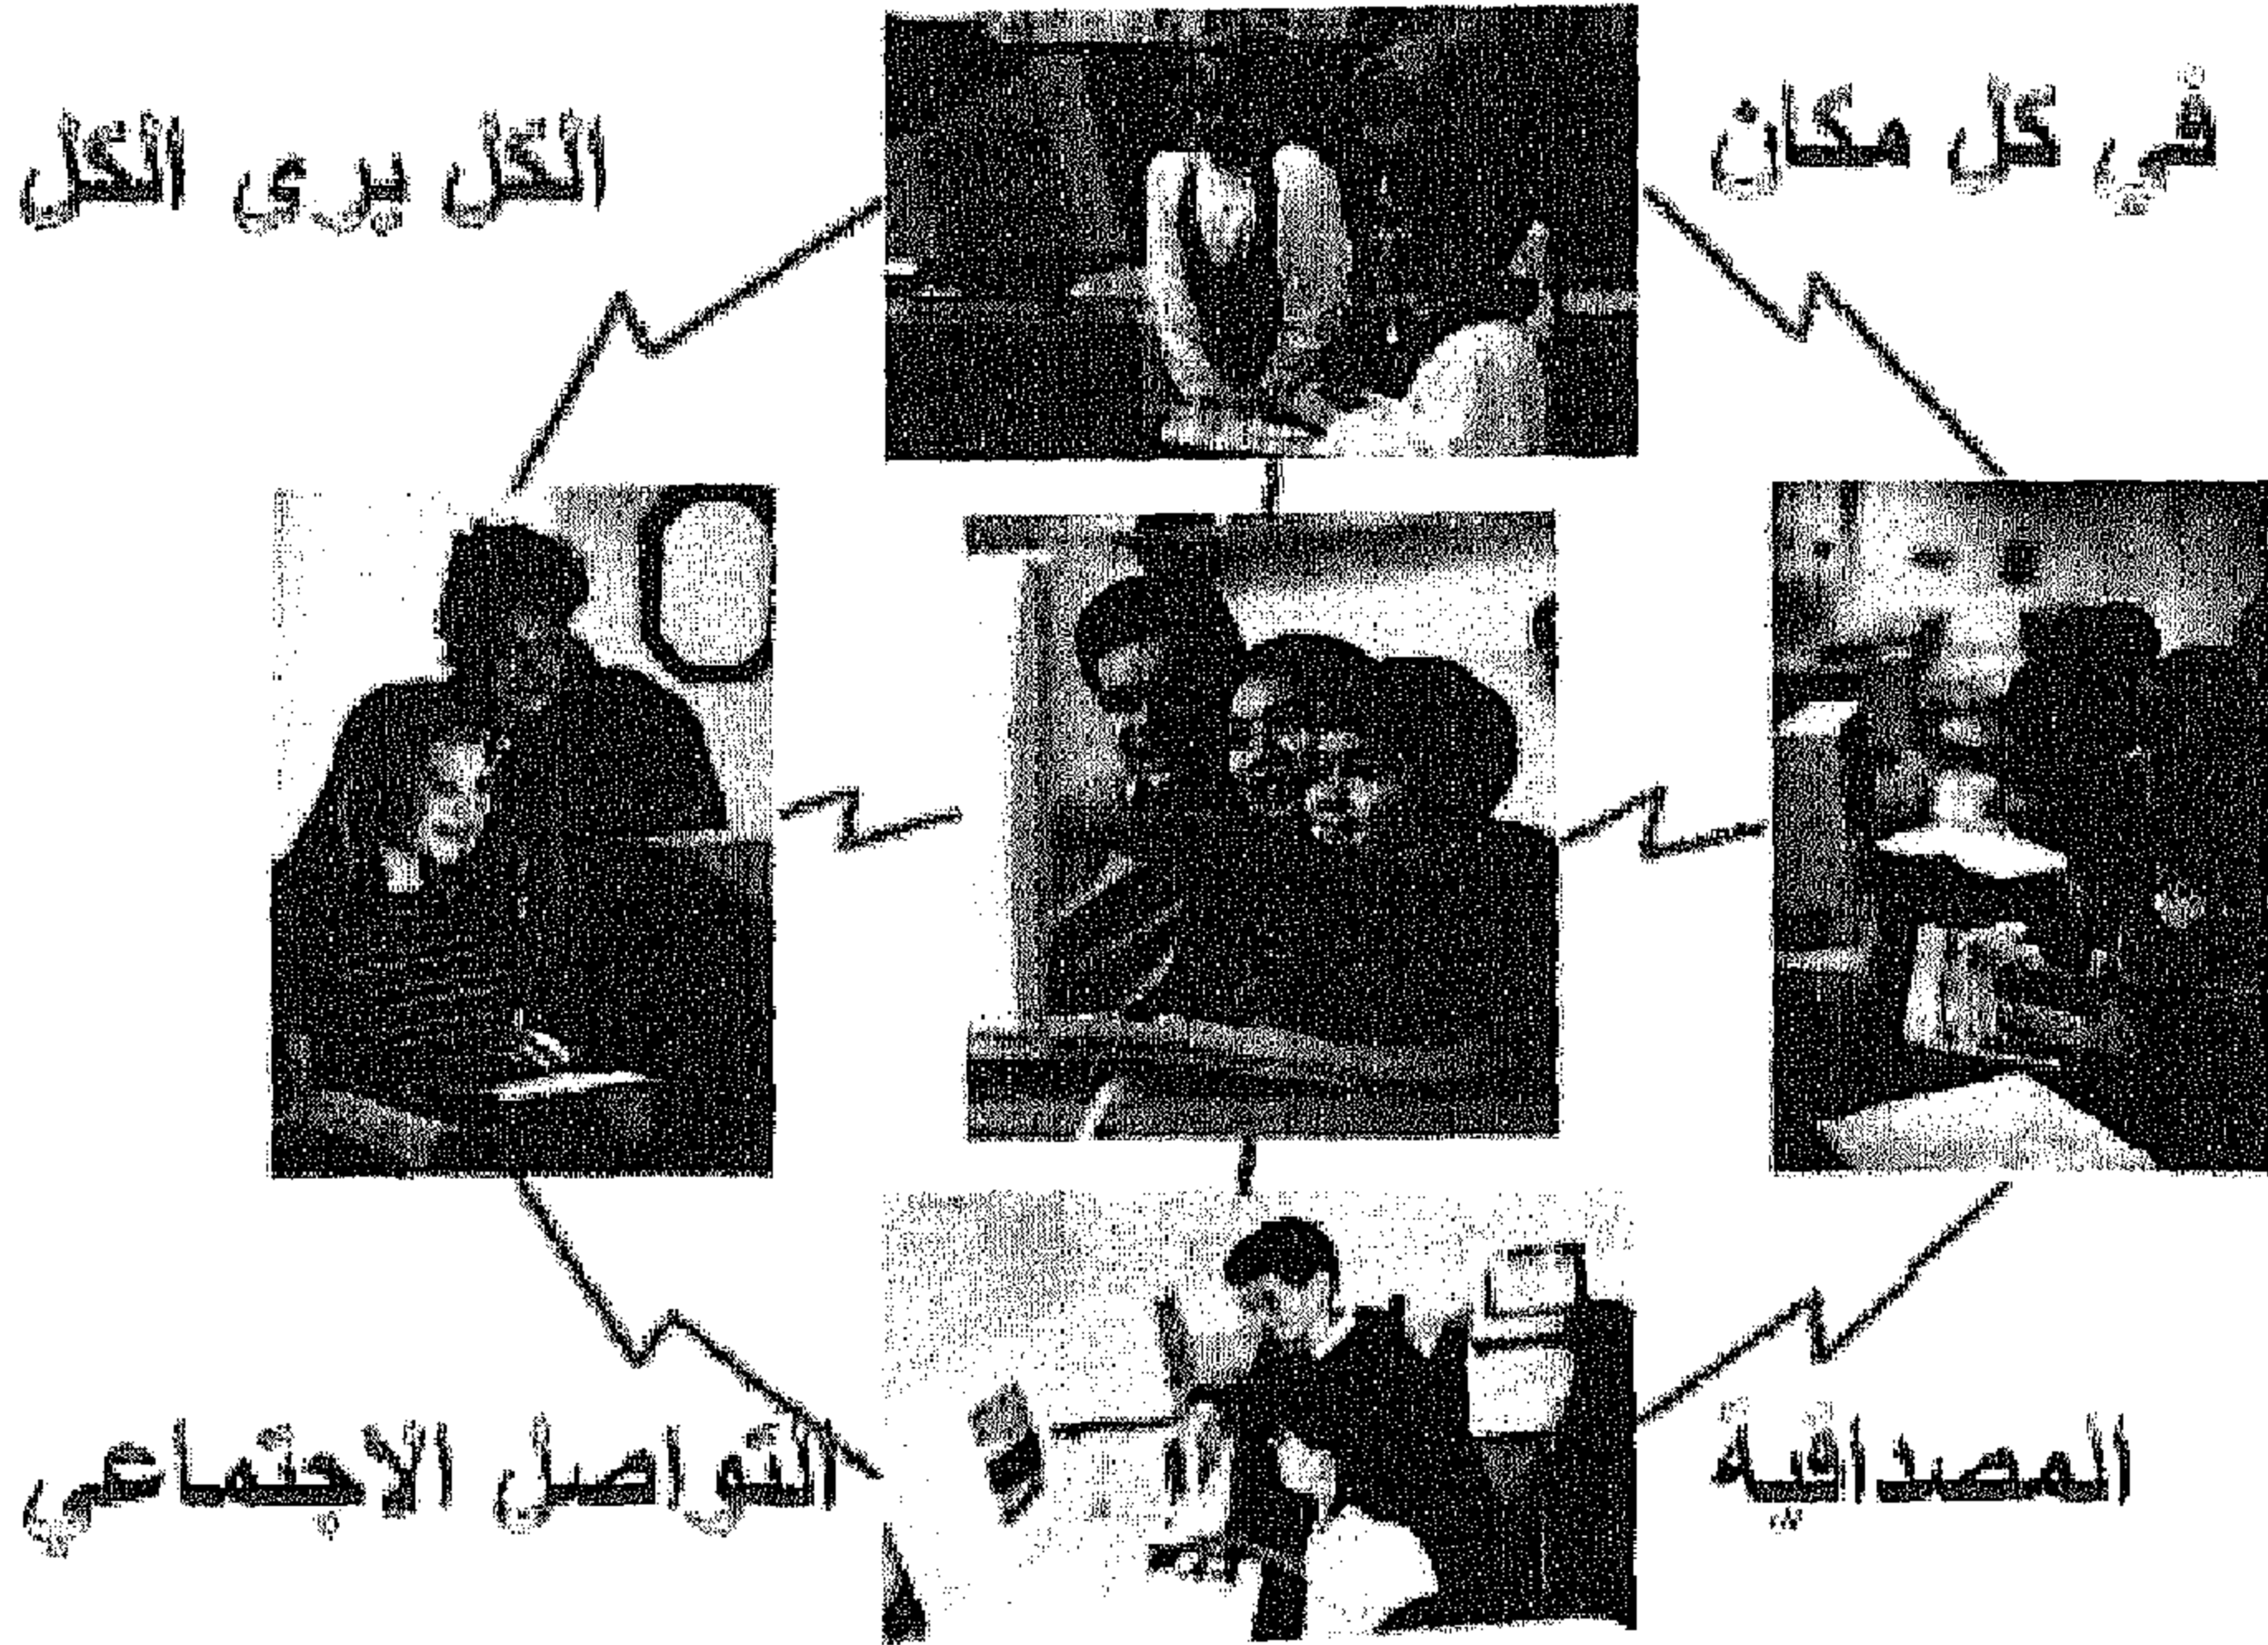 في كل مكان
الكل يرى الكل
المصداقية
التواصل الاجتماعي